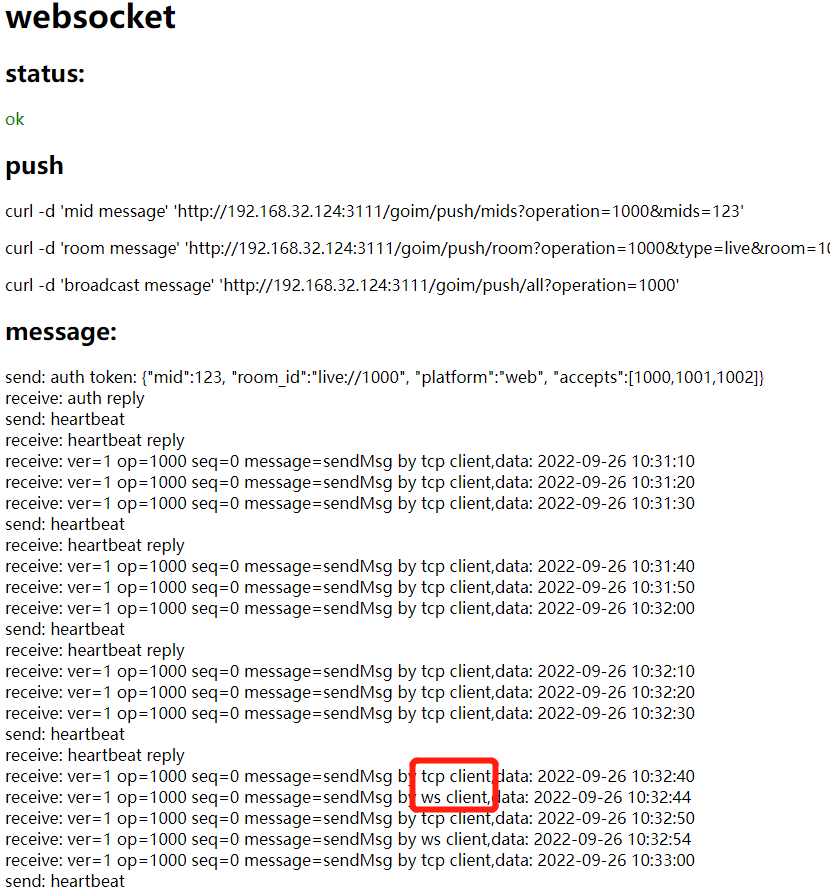 websocket
status:
ok
push
curl -d 'mid message' 'http://192.168.32.124:3111/goim/push/mids?operation=1000&mids=123'
curl -d 'room message' 'http://192.168.32.124:3111/goim/push/room?operation=1000&type=live&room=10
curl -d 'broadcast message' 'http://192.168.32.124:3111/goim/push/all?operation=1000'
message:
send: auth token: {"mid":123, "room_id":"live://1000", "platform":"web", "accepts":[1000,1001,1002]}
receive: auth reply
send: heartbeat
receive: heartbeat reply
receive: ver=1 op=1000 seq=0 message=sendMsg by tcp client,data: 2022-09-26 10:31:10
receive: ver=1 op=1000 seq=0 message=sendMsg by tcp client,data: 2022-09-26 10:31:20
receive: ver=1 op=1000 seq=0 message=sendMsg by tcp client,data: 2022-09-26 10:31:30
send: heartbeat
receive: heartbeat reply
receive: ver=1 op=1000 seq=0 message=sendMsg by tcp client,data: 2022-09-26 10:31:40
receive: ver=1 op=1000 seq=0 message=sendMsg by tcp client,data: 2022-09-26 10:31:50
receive: ver=1 op=1000 seq=0 message=sendMsg by tcp client,data: 2022-09-26 10:32:00
send: heartbeat
receive: heartbeat reply
receive: ver=1 op=1000 seq=0 message=sendMsg by tcp client,data: 2022-09-26 10:32:10
receive: ver=1 op=1000 seq=0 message=sendMsg by tcp client,data: 2022-09-26 10:32:20
receive: ver=1 op=1000 seq=0 message=sendMsg by tcp client,data: 2022-09-26 10:32:30
send: heartbeat
receive: heartbeat reply
receive: ver=1 op=1000 seq=0 message=sendMsg by tcp client,data: 2022-09-26 10:32:40
receive: ver=1 op=1000 seq=0 message=sendMsg by ws client,data: 2022-09-26 10:32:44
receive: ver=1 op=1000 seq=0 message=sendMsg by tcp client,data: 2022-09-26 10:32:50
receive: ver=1 op=1000 seq=0 message=sendMsg by ws client,data: 2022-09-26 10:32:54
receive: ver=1 op=1000 seq=0 message=sendMsg by tcp client,data: 2022-09-26 10:33:00
send: heartbeat